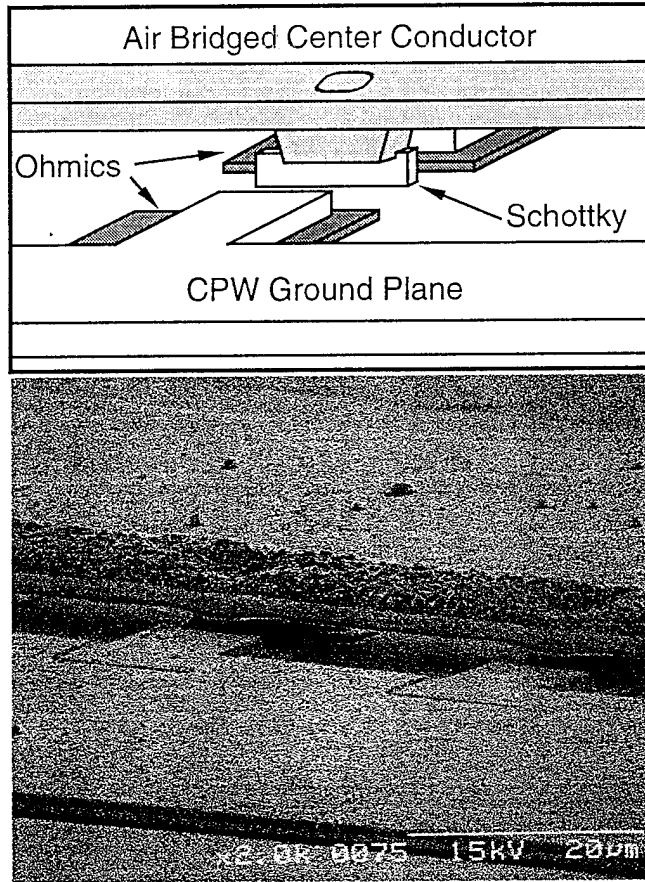 Air Bridged Center Conductor
Ohmics
Schottky
CPW Ground Plane
x2.0k 0075 15kV 20µm